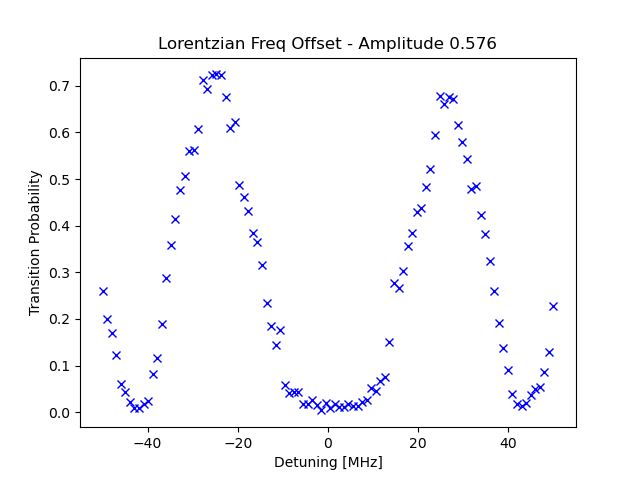 Lorentzian Freq Offset - Amplitude 0.576
Transition Probability
0.7
0.6
0.5
0.4
0.3
0.2
0.1
0.0
−40 −20 0 20 40
Detuning [MHz]